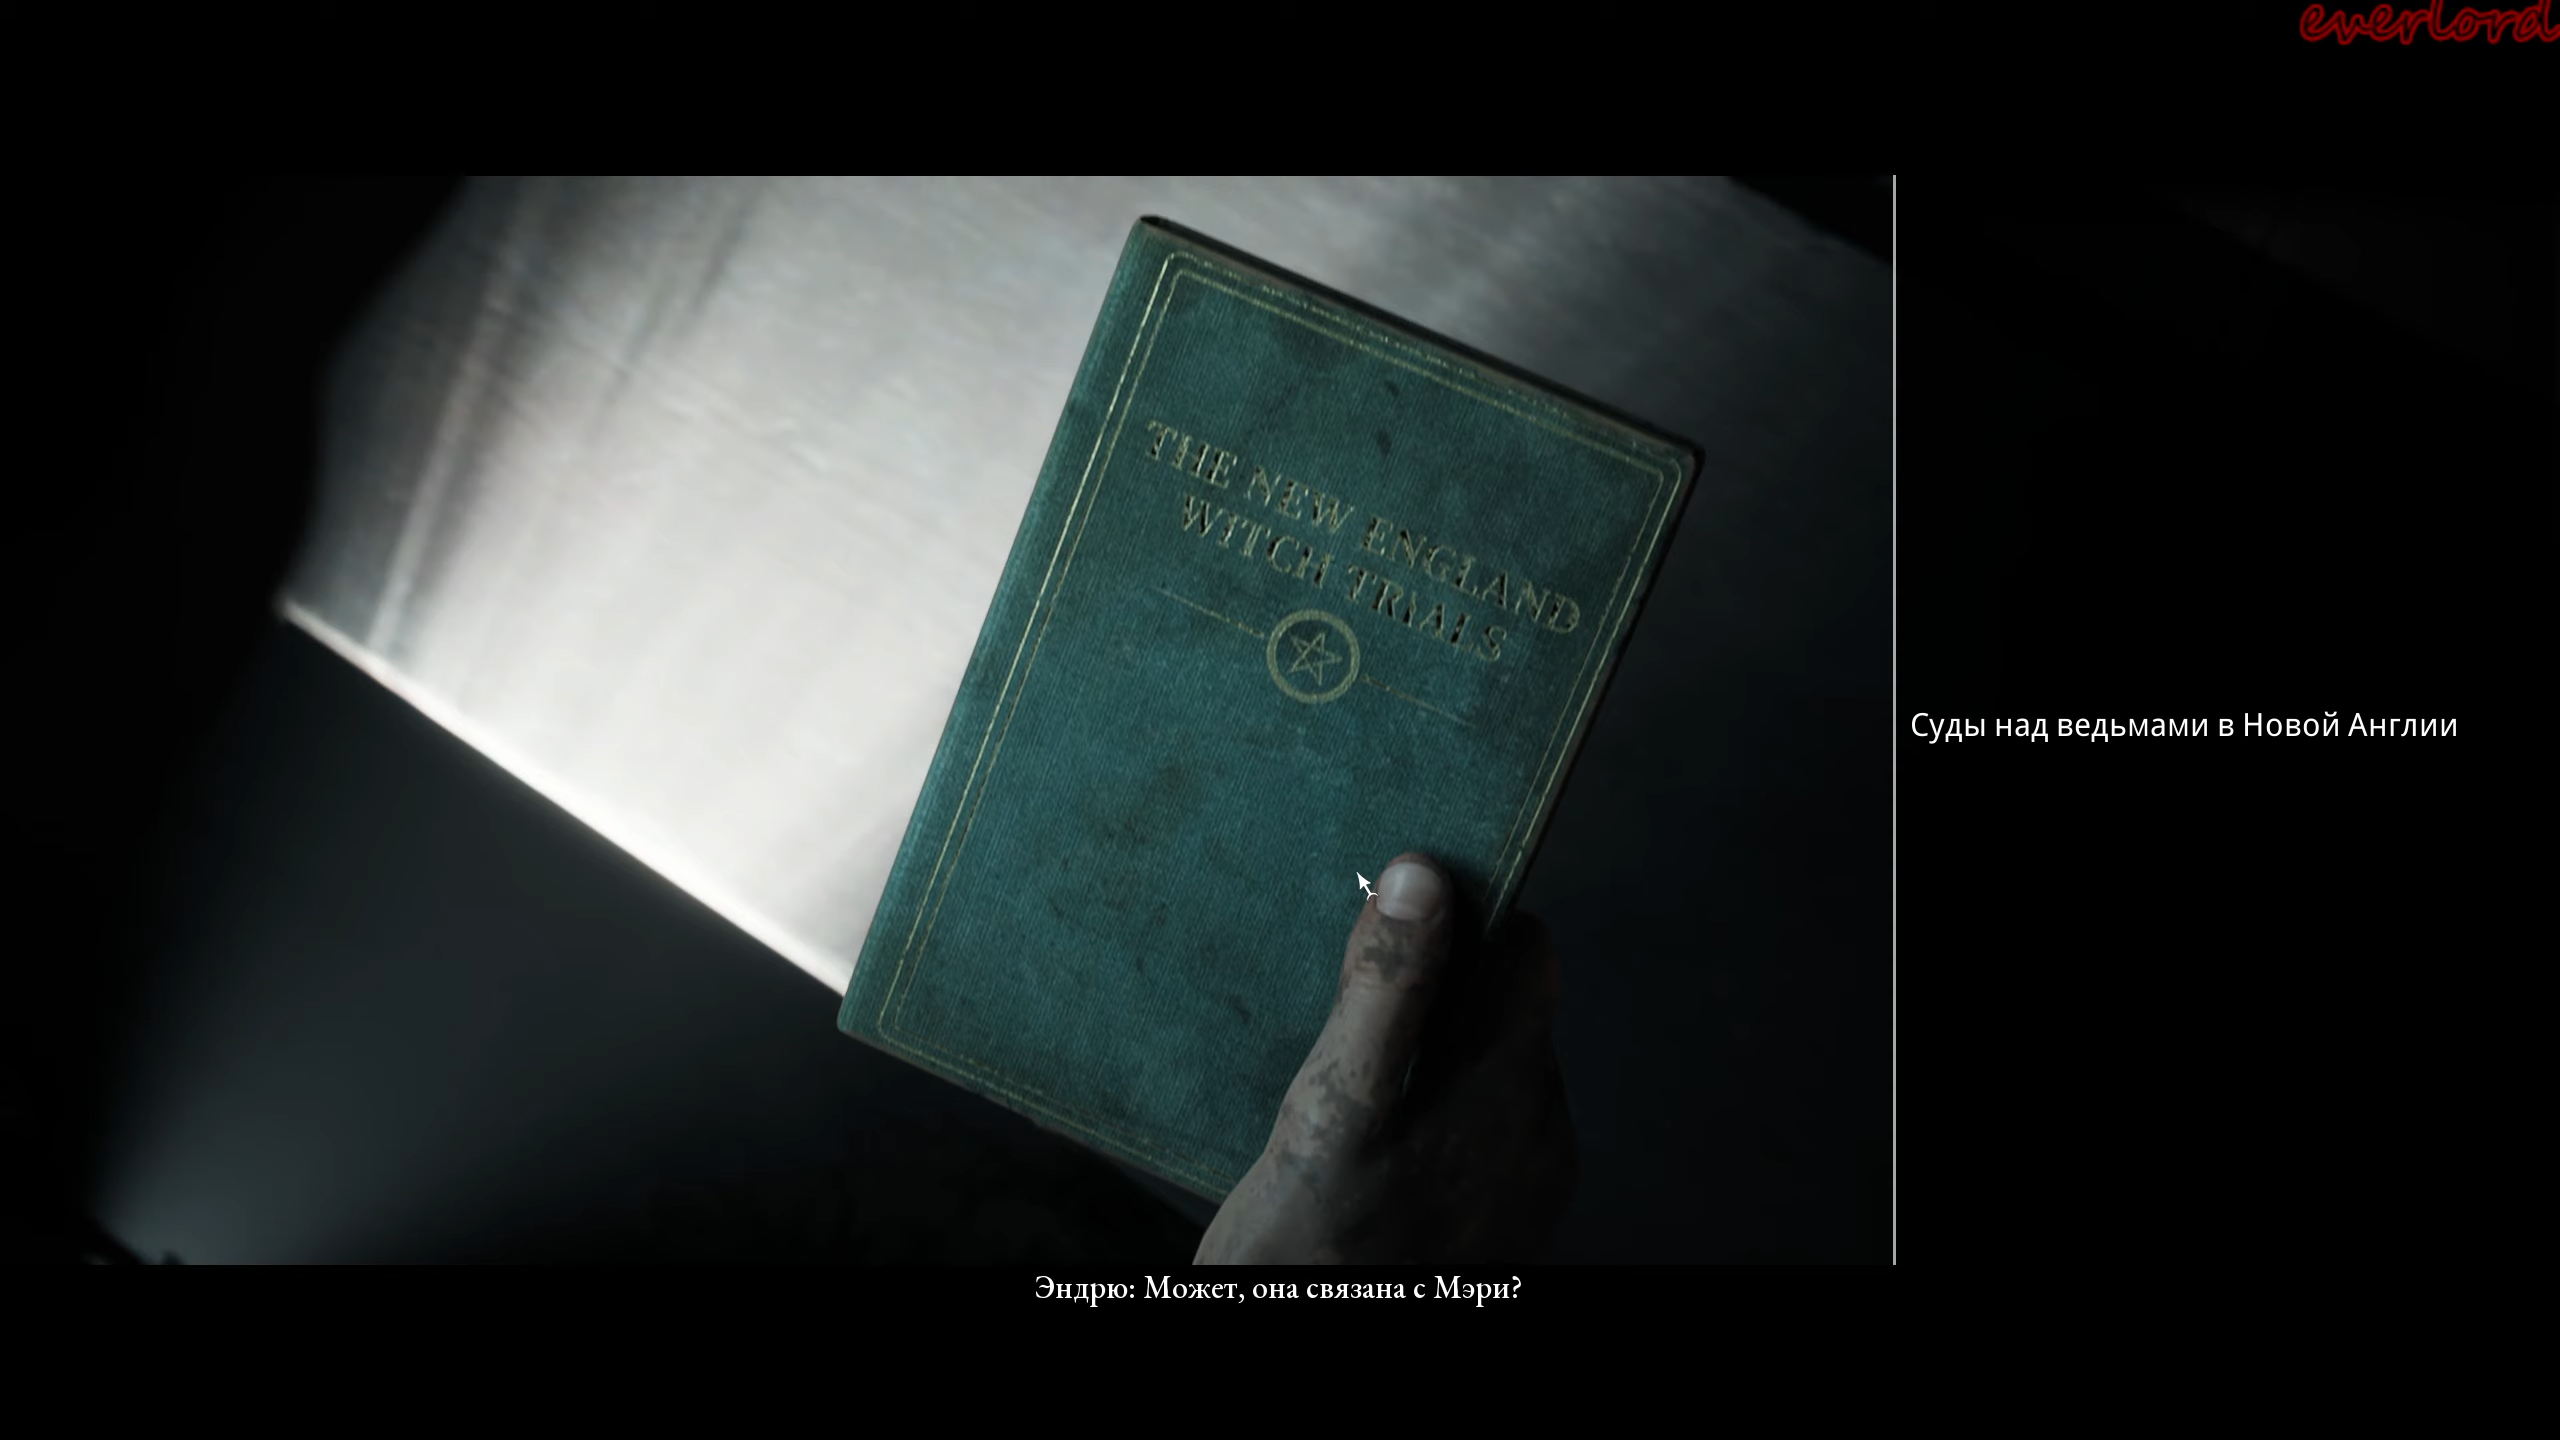 everlord
THE NEW ENGLAND
WITCH TRIALS
Суды над ведьмами в Новой Англии
Эндрю: Может, она связана с Мэри?